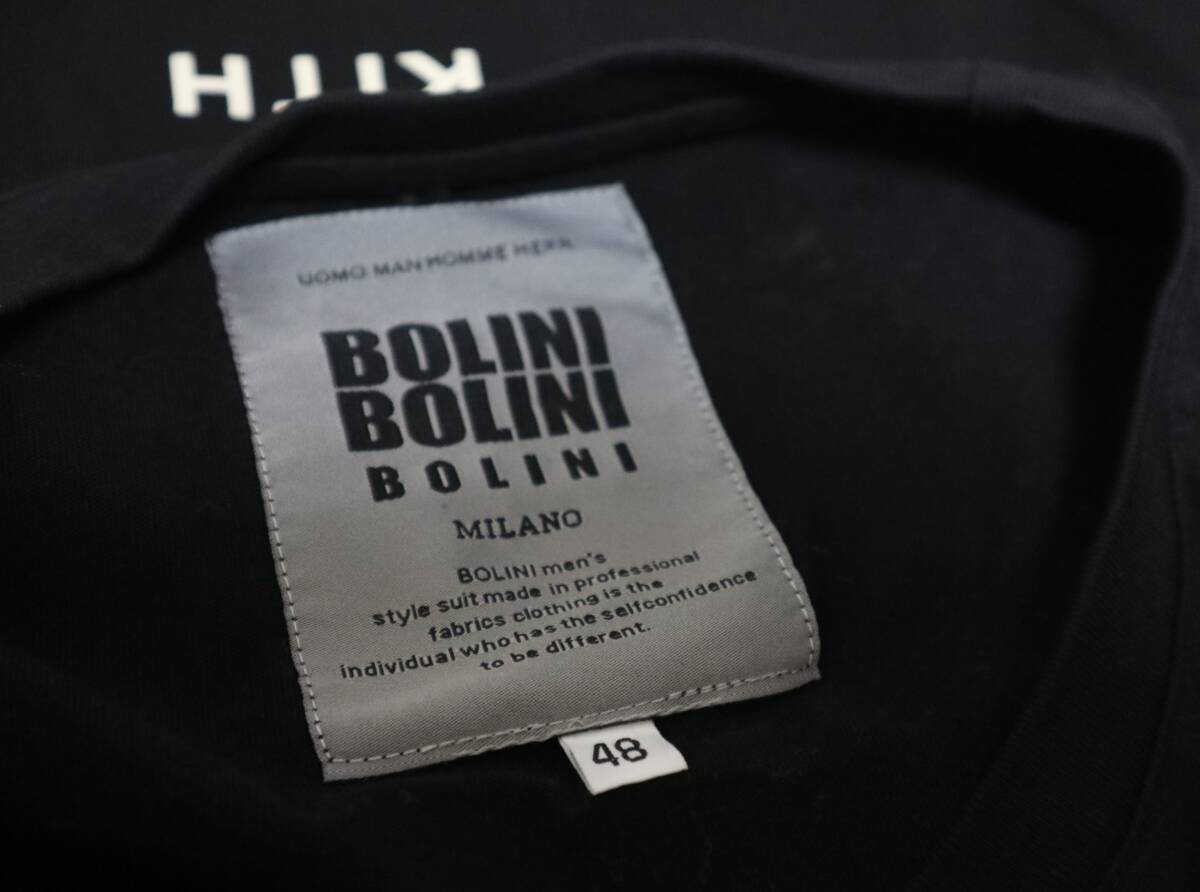 KITH
UOMO MAN HOMME HERR
BOLINI
BOLINI
BOLINI
MILANO
BOLINI men's
style suit made in professional
fabrics clothing is the
individual who has the selfconfidence
to be different.
48